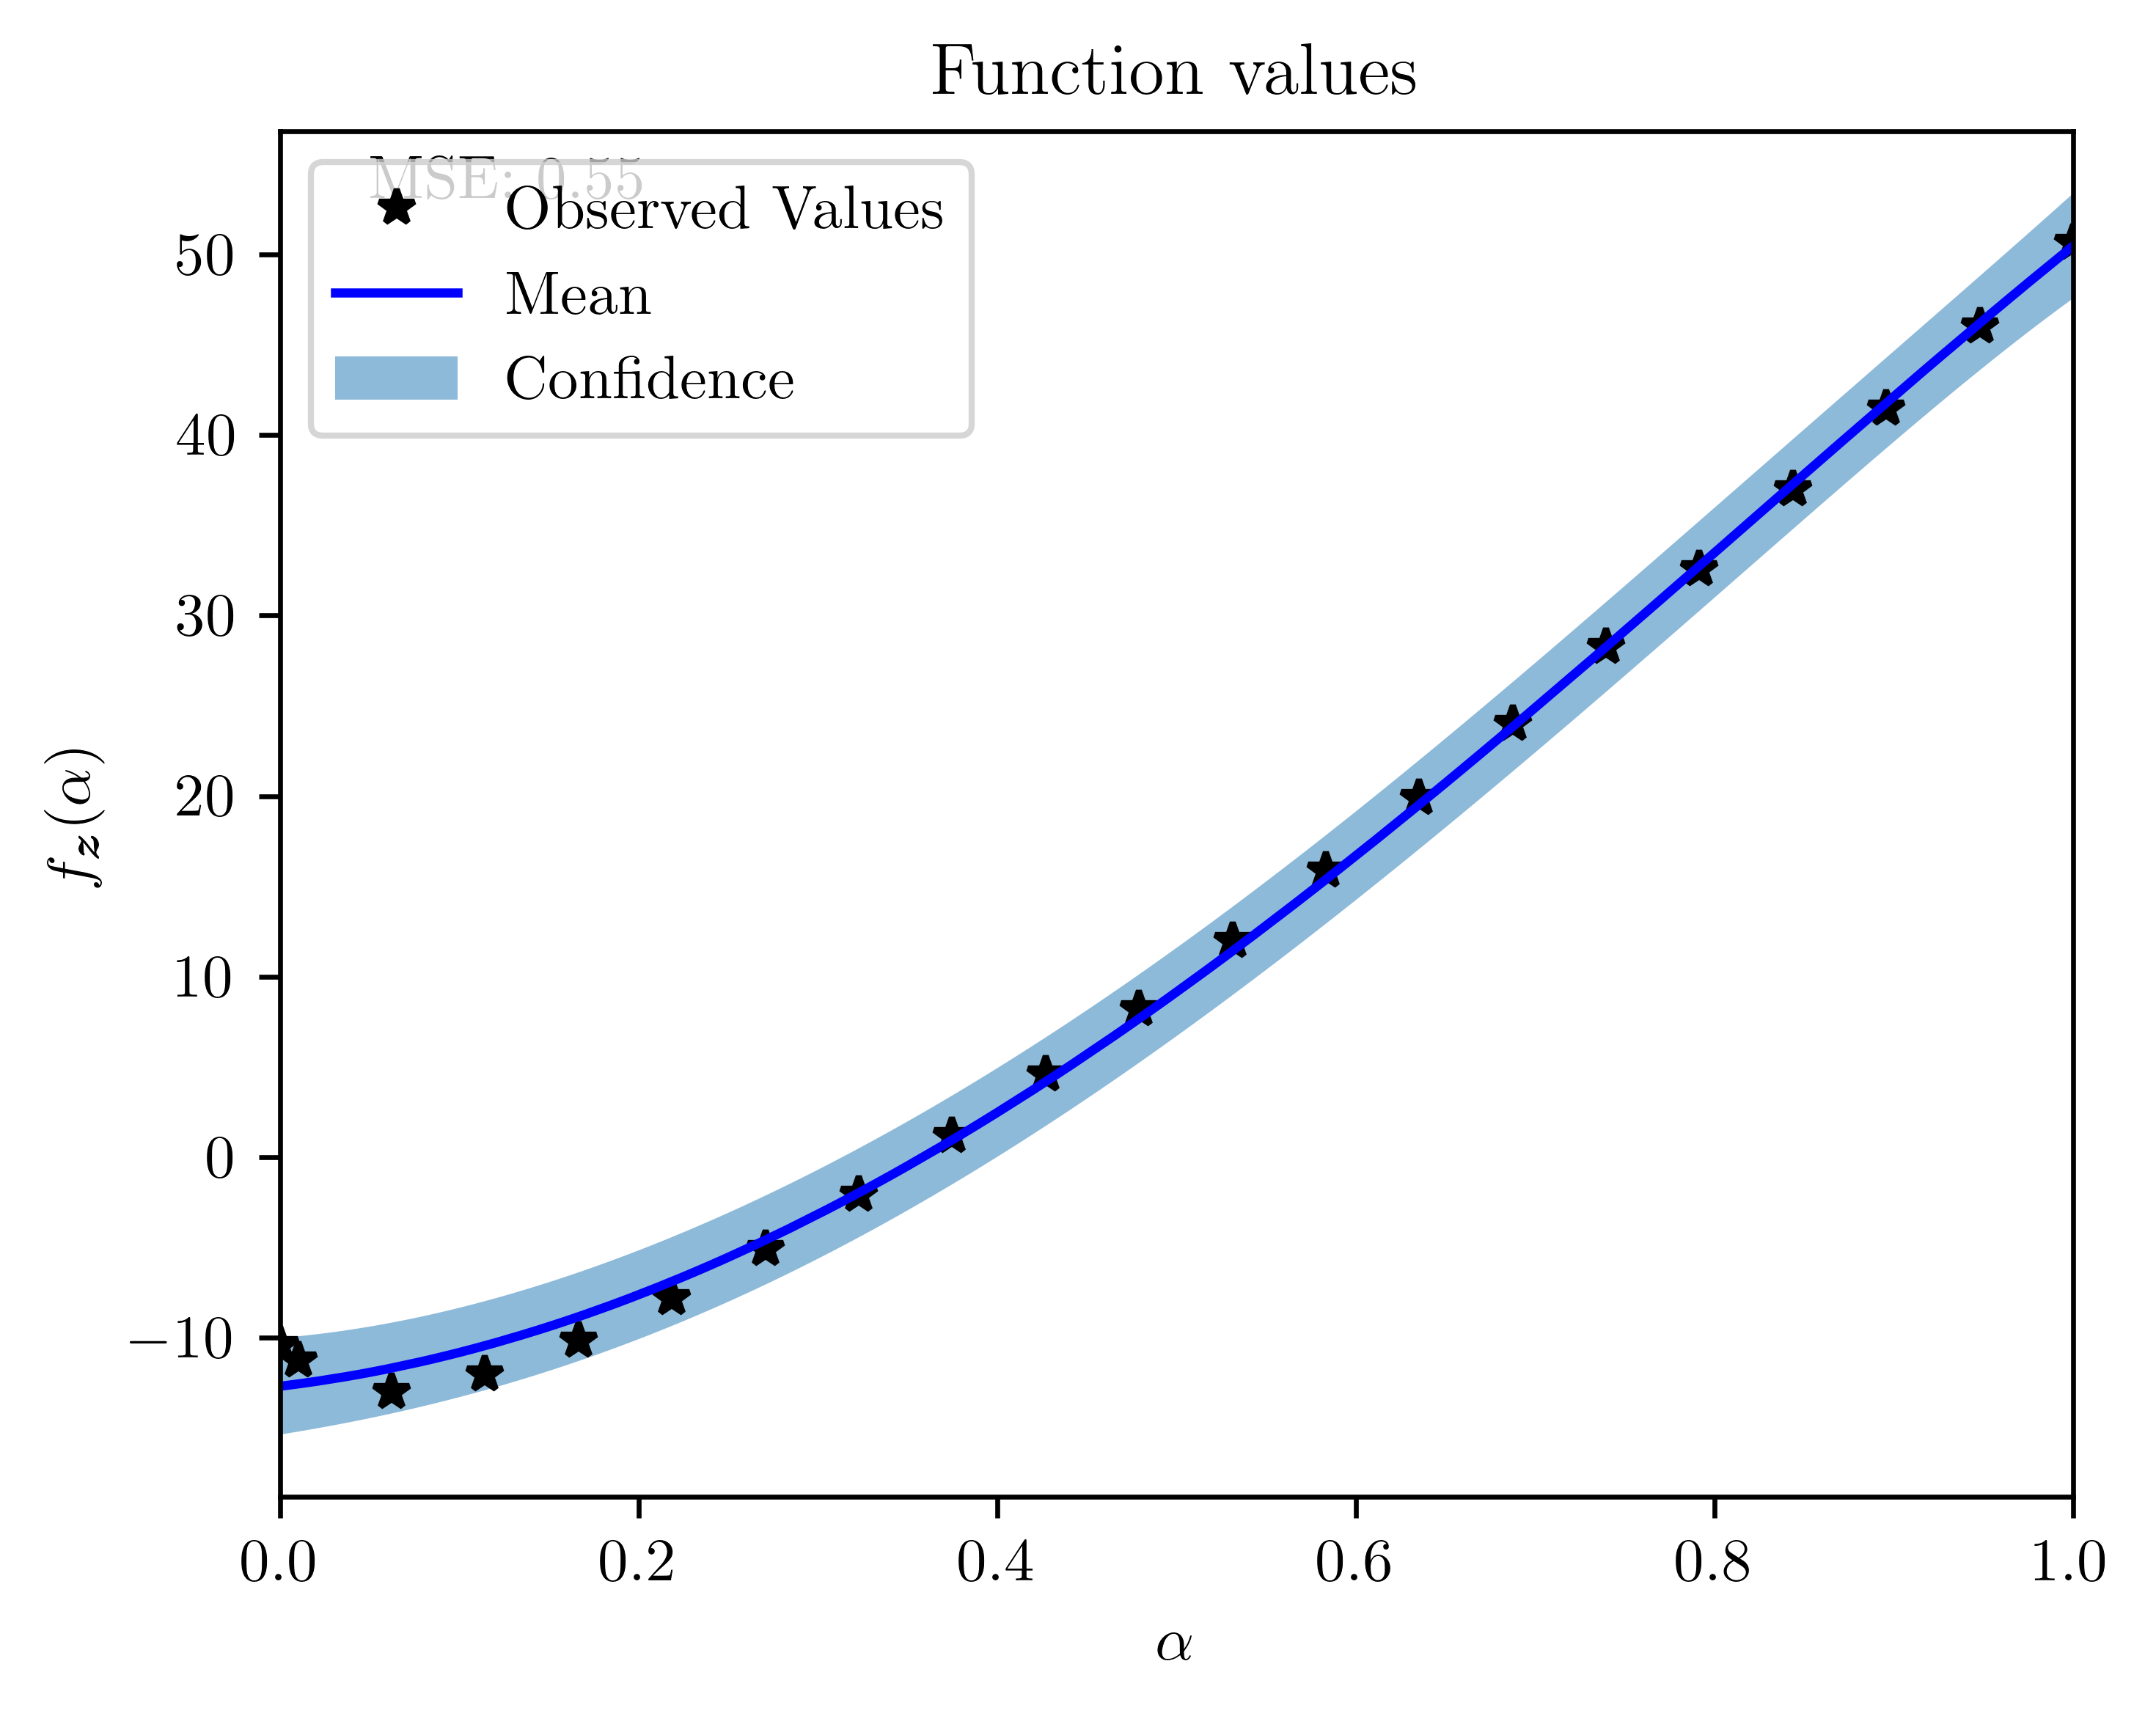 Function values
MSE: 0.55
Observed Values
Mean
Confidence
50
40
30
20
10
0
−10
f_z(α)
0.0 0.2 0.4 0.6 0.8 1.0
α